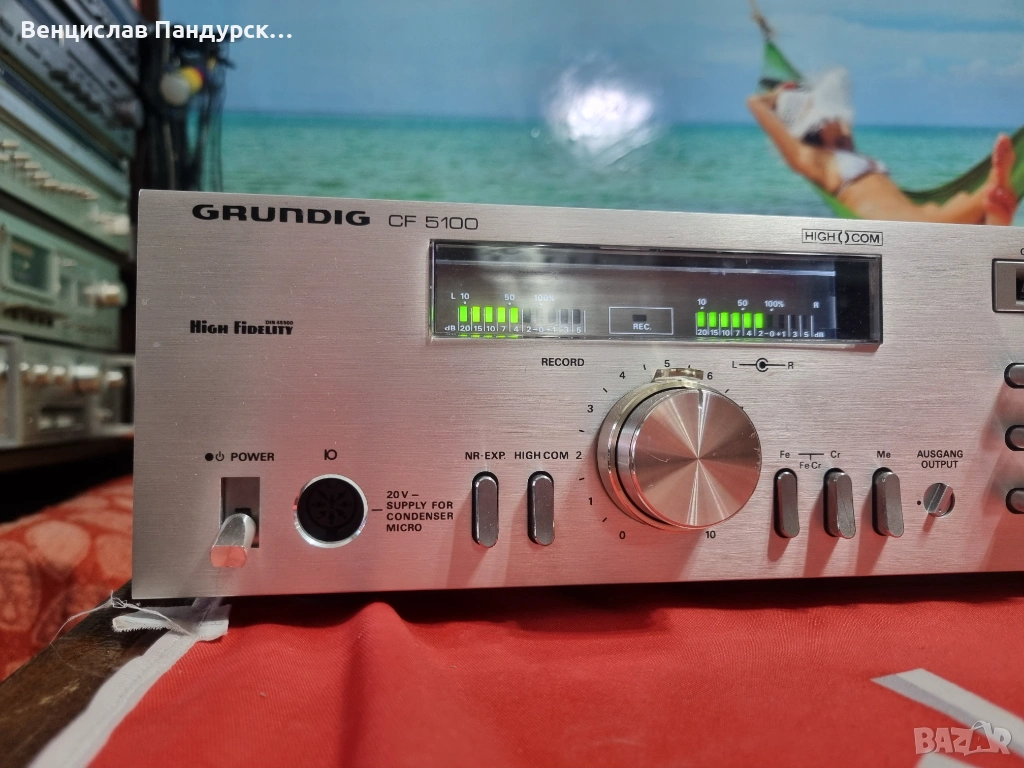 Венцислав Пандурск...
GRUNDIG CF 5100
HIGH COM
L 10 50 100%
dB 20 15 10 7 4 2-0+1 3 5
REC.
10 50 100% R
20 15 10 7 4 2-0+1 3 5 dB
High Fidelity
DIN 45500
RECORD
L R
0 1 2 3 4 5 6 10
POWER
20V – SUPPLY FOR CONDENSER MICRO
NR-EXP. HIGH COM
Fe Cr Me
FeCr
AUSGANG
OUTPUT
BAZAR